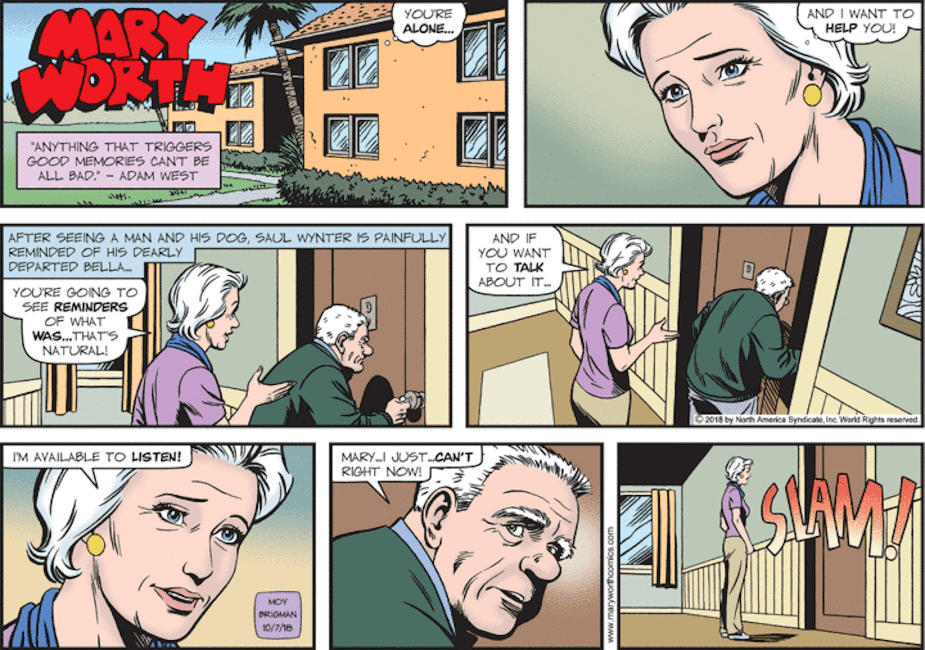 MARY
WORTH
"ANYTHING THAT TRIGGERS
GOOD MEMORIES CAN'T BE
ALL BAD." – ADAM WEST
YOU'RE
ALONE...
AND I WANT TO
HELP YOU!
AFTER SEEING A MAN AND HIS DOG, SAUL WYNTER IS PAINFULLY
REMINDED OF HIS DEARLY
DEPARTED BELLA...
YOU'RE GOING TO
SEE REMINDERS
OF WHAT
WAS...THAT'S
NATURAL!
AND IF
YOU WANT
TO TALK
ABOUT IT...
© 2018 by North America Syndicate, Inc. World Rights reserved.
I'M AVAILABLE TO LISTEN!
MOY
BRIGMAN
10/7/18
MARY...I JUST...CAN'T
RIGHT NOW!
www.maryworthcomics.com
SLAM!